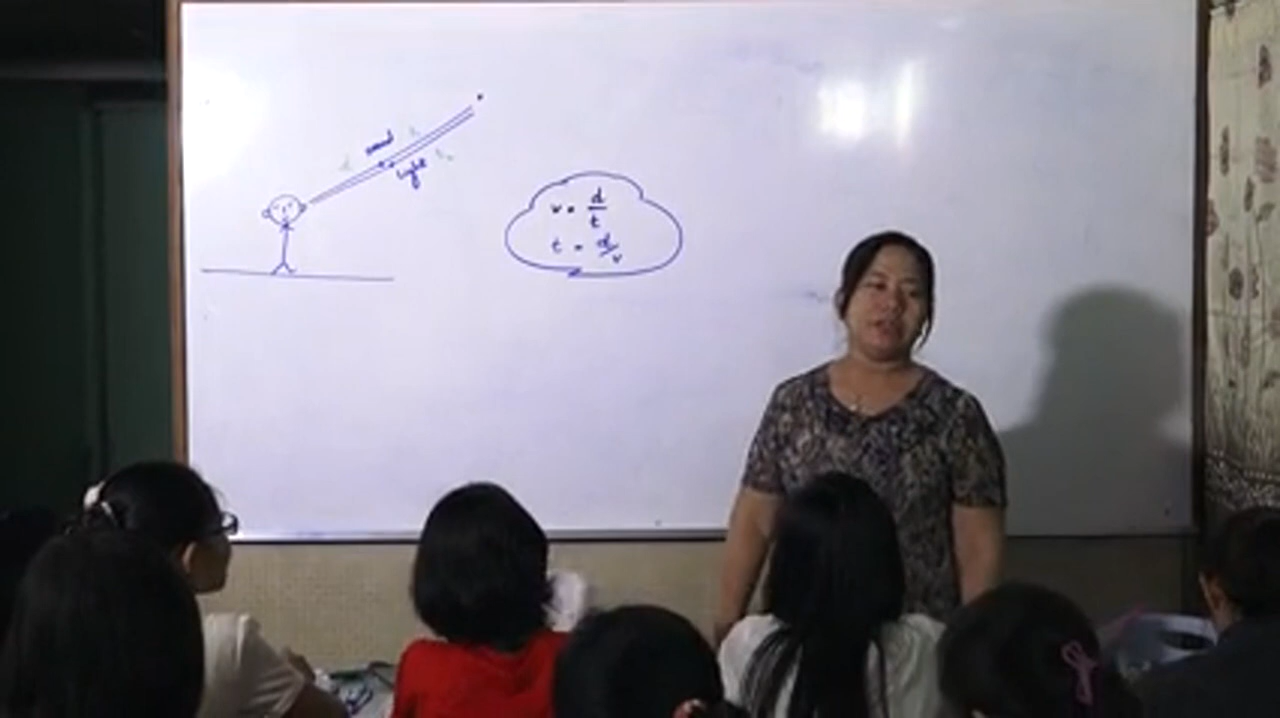 sound
light
v = d/t
t = d/v